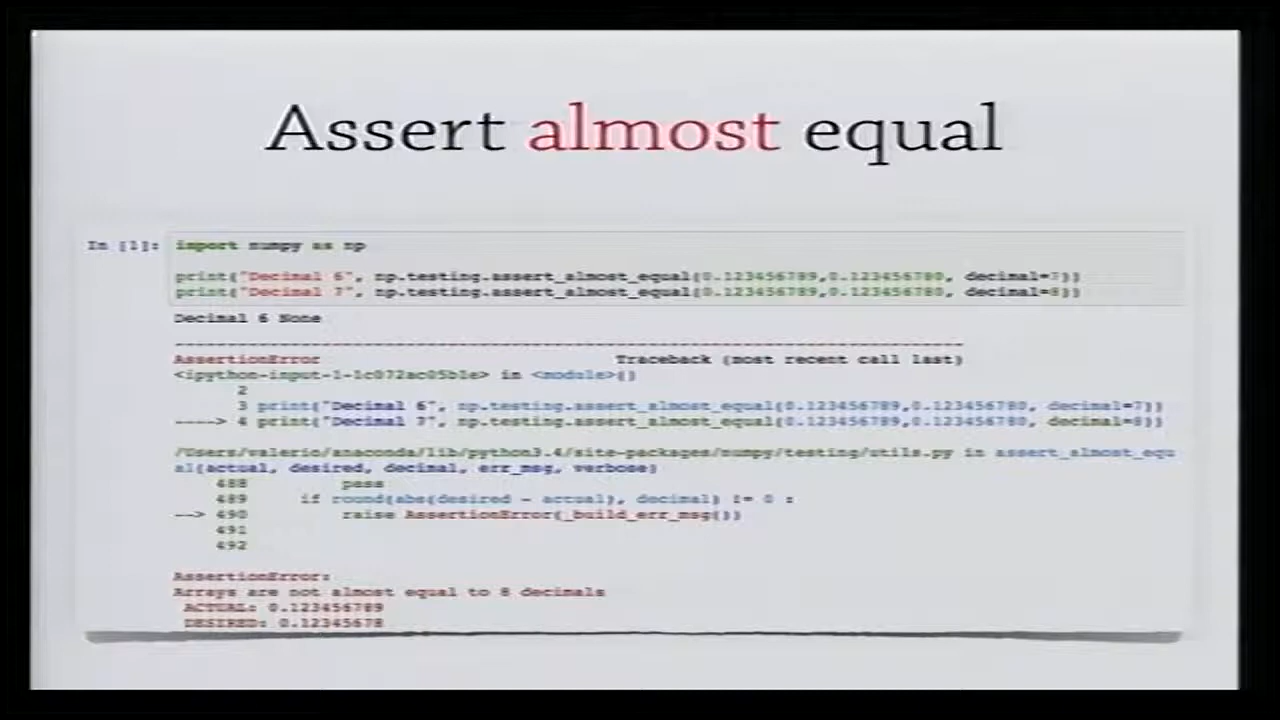 Assert almost equal
In [1]: import numpy as np
print("Decimal 6", np.testing.assert_almost_equal(0.123456789,0.123456780, decimal=7))
print("Decimal 7", np.testing.assert_almost_equal(0.123456789,0.123456780, decimal=8))
Decimal 6 None
---------------------------------------------------------------------------
AssertionError Traceback (most recent call last)
<ipython-input-1-1c072ac05b1e> in <module>()
2
3 print("Decimal 6", np.testing.assert_almost_equal(0.123456789,0.123456780, decimal=7))
----> 4 print("Decimal 7", np.testing.assert_almost_equal(0.123456789,0.123456780, decimal=8))
/Users/valerio/anaconda/lib/python3.4/site-packages/numpy/testing/utils.py in assert_almost_equ
al(actual, desired, decimal, err_msg, verbose)
488 pass
489 if round(abs(desired - actual), decimal) != 0 :
--> 490 raise AssertionError(_build_err_msg())
491
492
AssertionError:
Arrays are not almost equal to 8 decimals
ACTUAL: 0.123456789
DESIRED: 0.12345678